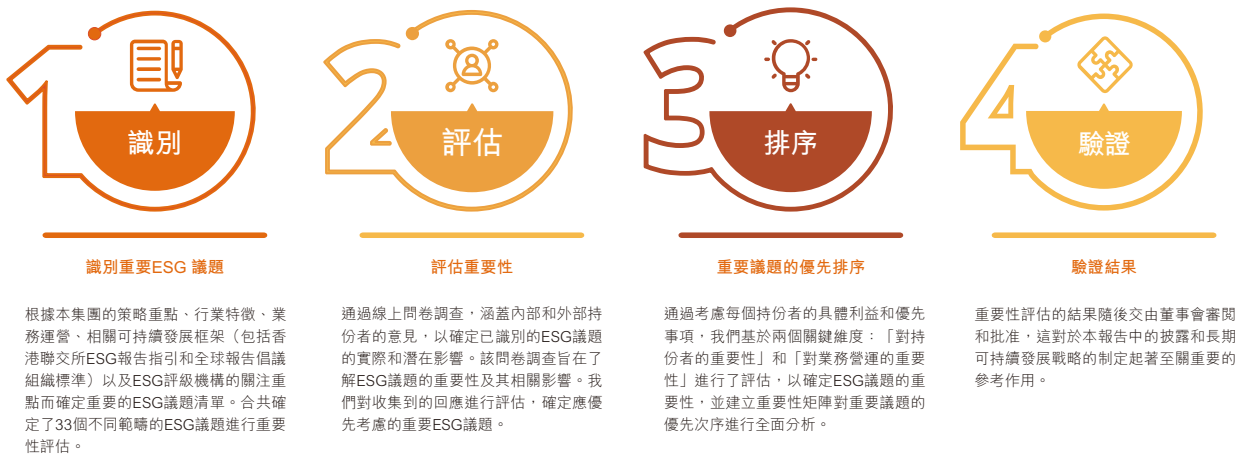 1
識別
識別重要ESG 議題
根據本集團的策略重點、行業特徵、業
務運營、相關可持續發展框架（包括香
港聯交所ESG報告指引和全球報告倡議
組織標準）以及ESG評級機構的關注重
點而確定重要的ESG議題清單。合共確
定了33個不同範疇的ESG議題進行重要
性評估。
2
評估
評估重要性
通過線上問卷調查，涵蓋內部和外部持
份者的意見，以確定已識別的ESG議題
的實際和潛在影響。該問卷調查旨在了
解ESG議題的重要性及其相關影響。我
們對收集到的回應進行評估，確定應優
先考慮的重要ESG議題。
3
排序
重要議題的優先排序
通過考慮每個持份者的具體利益和優先
事項，我們基於兩個關鍵維度：「對持
份者的重要性」和「對業務營運的重要
性」進行了評估，以確定ESG議題的重
要性，並建立重要性矩陣對重要議題的
優先次序進行全面分析。
4
驗證
驗證結果
重要性評估的結果隨後交由董事會審閱
和批准，這對於本報告中的披露和長期
可持續發展戰略的制定起著至關重要的
參考作用。